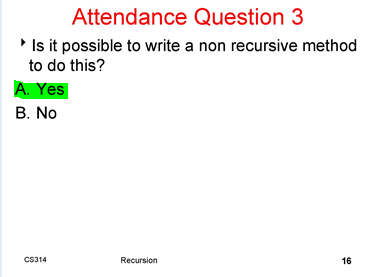 Attendance Question 3
Is it possible to write a non recursive method
to do this?
A. Yes
B. No
CS314
Recursion
16